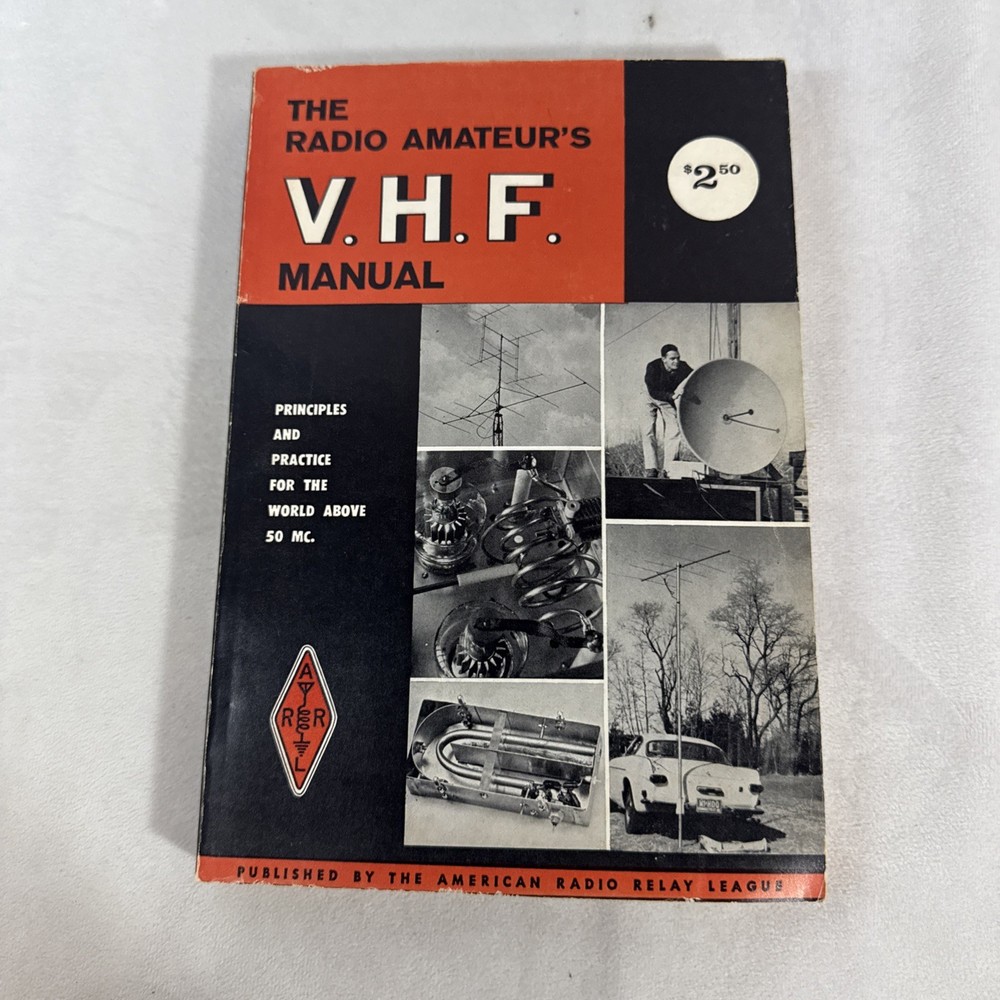 THE
RADIO AMATEUR'S
V.H.F.
MANUAL
$2.50
PRINCIPLES
AND
PRACTICE
FOR THE
WORLD ABOVE
50 MC.
A
R R
L
PUBLISHED BY THE AMERICAN RADIO RELAY LEAGUE